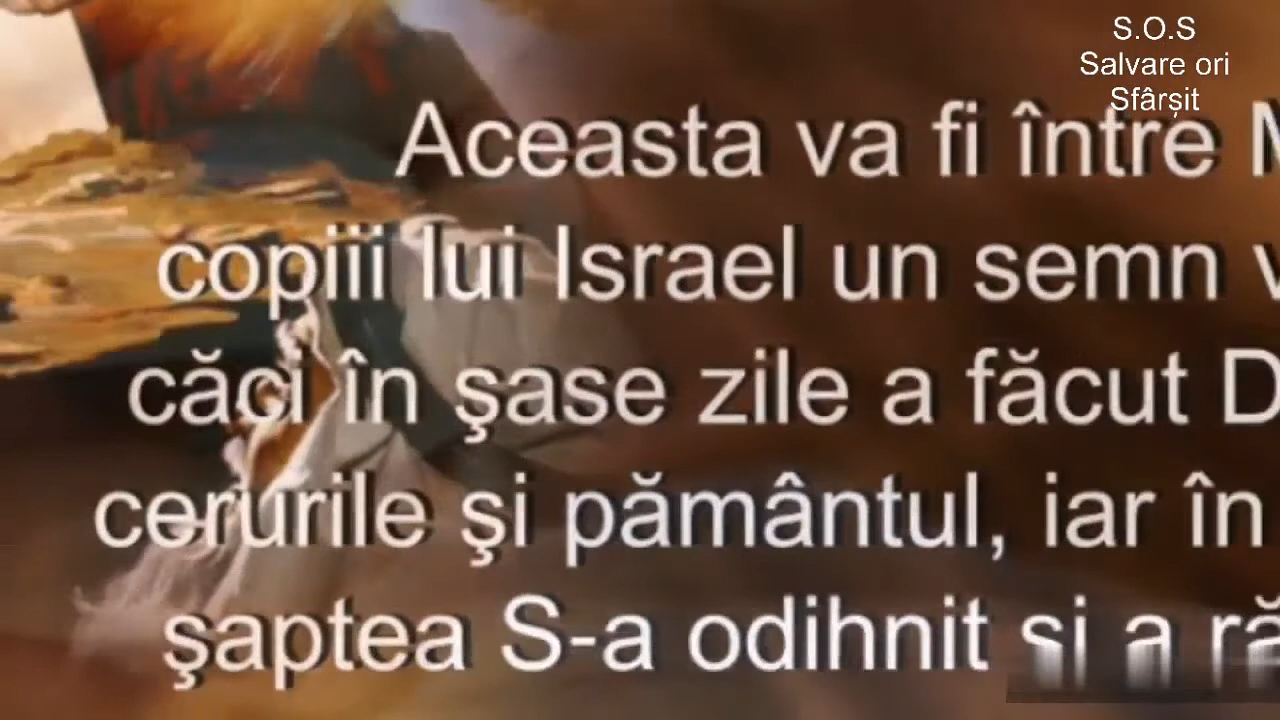 S.O.S
Salvare ori
Sfârșit
Aceasta va fi între
copiii lui Israel un semn
căci în şase zile a făcut
cerurile şi pământul, iar în
şaptea S-a odihnit şi a